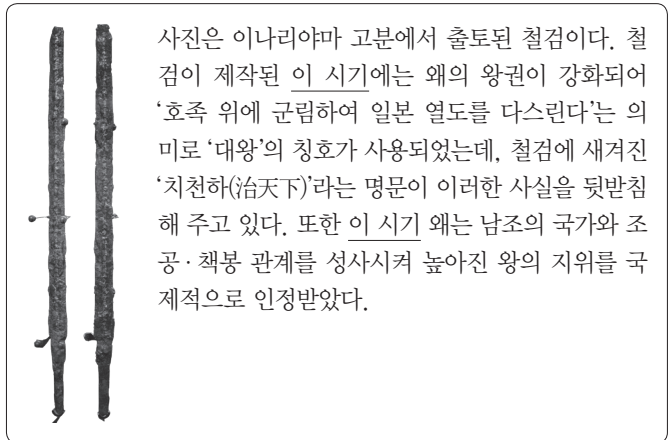 사진은 이나리야마 고분에서 출토된 철검이다. 철
검이 제작된 이 시기에는 왜의 왕권이 강화되어
‘호족 위에 군림하여 일본 열도를 다스린다’는 의
미로 ‘대왕’의 칭호가 사용되었는데, 철검에 새겨진
‘치천하(治天下)’라는 명문이 이러한 사실을 뒷받침
해 주고 있다. 또한 이 시기 왜는 남조의 국가와 조
공·책봉 관계를 성사시켜 높아진 왕의 지위를 국
제적으로 인정받았다.